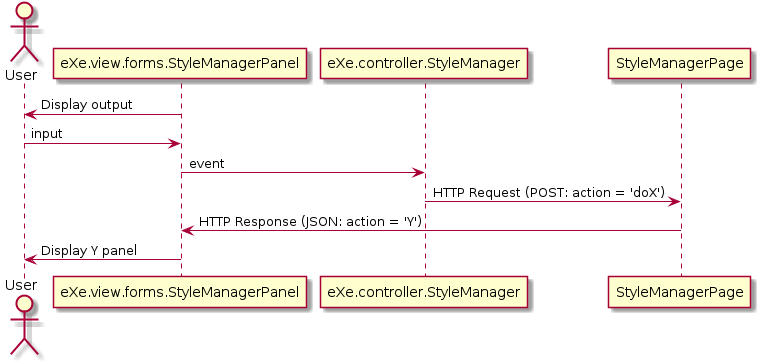 User
eXe.view.forms.StyleManagerPanel
eXe.controller.StyleManager
StyleManagerPage
Display output
input
event
HTTP Request (POST: action = 'doX')
HTTP Response (JSON: action = 'Y')
Display Y panel
User
eXe.view.forms.StyleManagerPanel
eXe.controller.StyleManager
StyleManagerPage